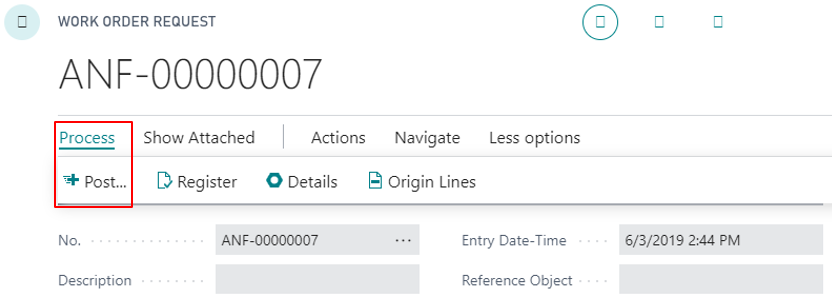 WORK ORDER REQUEST
ANF-00000007
Process Show Attached Actions Navigate Less options
Post... Register Details Origin Lines
No. ANF-00000007 ... Entry Date-Time 6/3/2019 2:44 PM
Description Reference Object